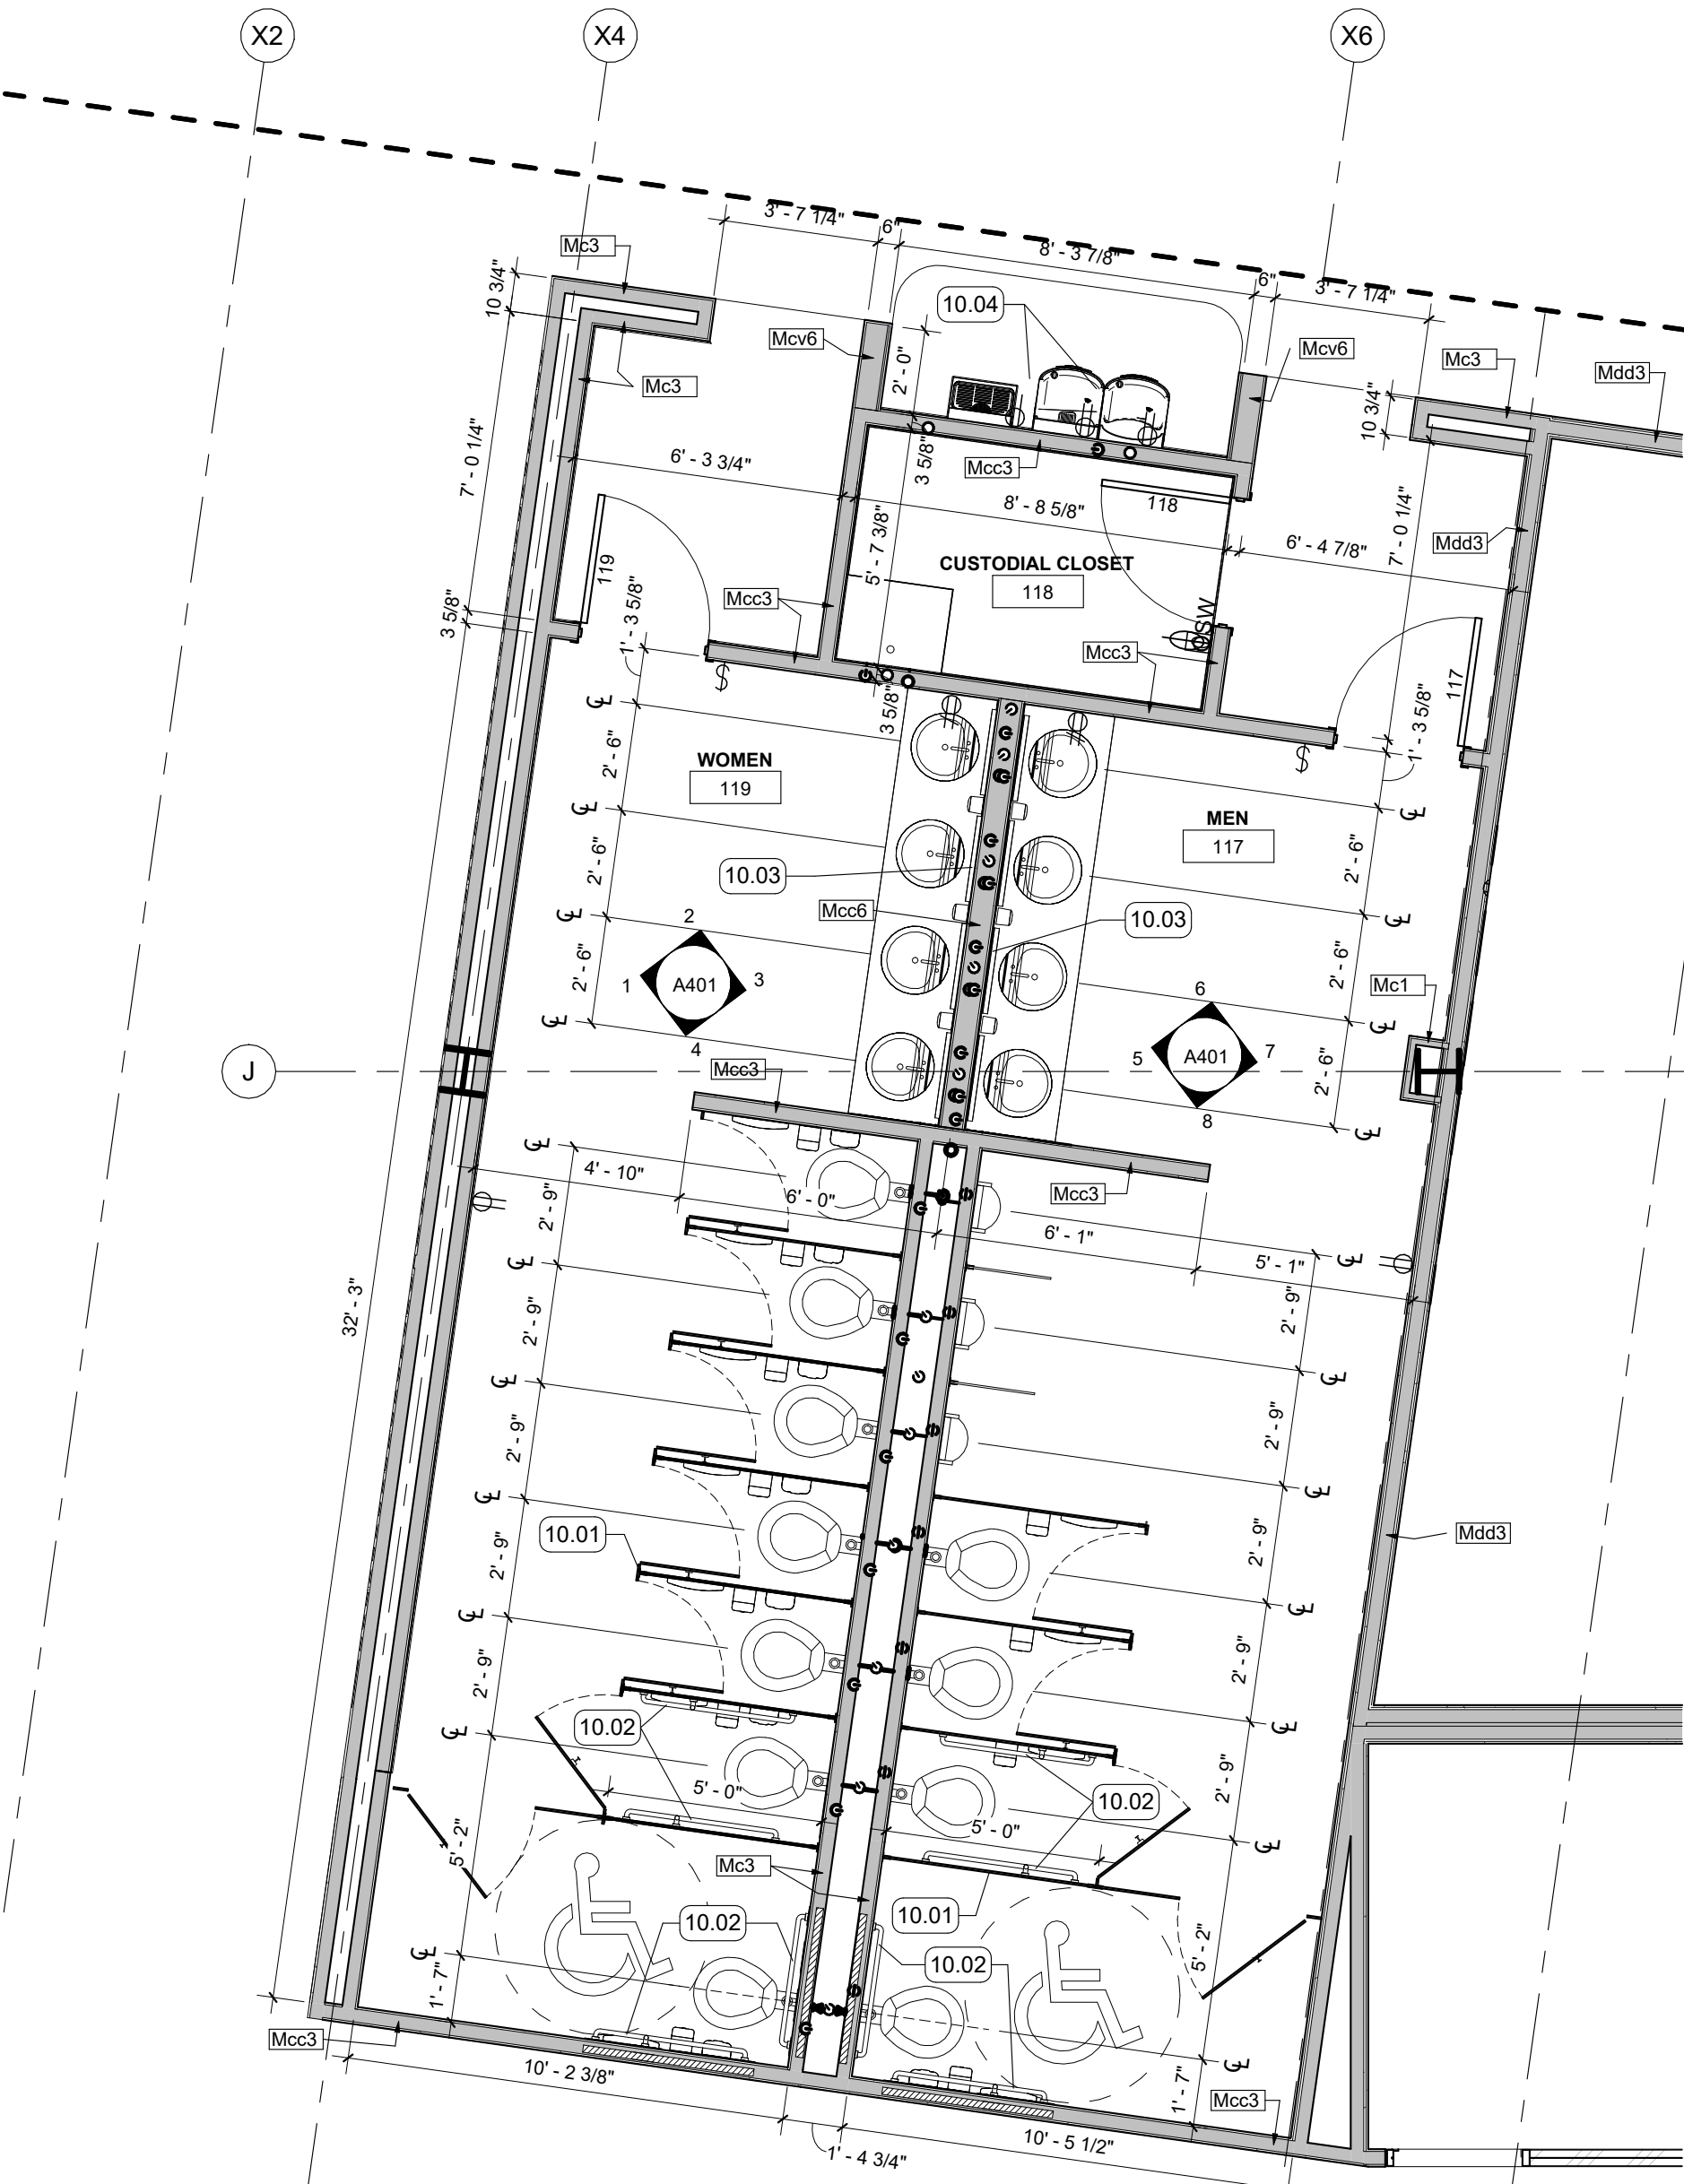 X2
X4
X6
3' - 7 1/4"
6"
8' - 3 7/8"
6"
3' - 7 1/4"
Mc3
10 3/4"
10.04
Mcv6
2' - 0"
Mcv6
Mc3
Mdd3
Mc3
10 3/4"
7' - 0 1/4"
6' - 3 3/4"
3 5/8"
Mcc3
8' - 8 5/8"
118
7' - 0 1/4"
Mdd3
6' - 4 7/8"
5' - 7 3/8"
CUSTODIAL CLOSET
118
119
Mcc3
3 5/8"
1' - 3 5/8"
MSO
Mcc3
117
1' - 3 5/8"
3 5/8"
2' - 6"
WOMEN
119
MEN
117
2' - 6"
10.03
2' - 6"
2' - 6"
Mcc6
10.03
2' - 6"
2
1
A401
3
4
2' - 6"
6
5
A401
7
8
Mc1
2' - 6"
J
Mcc3
4' - 10"
6' - 0"
Mcc3
2' - 9"
6' - 1"
5' - 1"
32' - 3"
2' - 9"
2' - 9"
2' - 9"
2' - 9"
10.01
2' - 9"
2' - 9"
Mdd3
2' - 9"
2' - 9"
10.02
5' - 0"
10.02
2' - 9"
5' - 0"
5' - 2"
Mc3
10.02
10.01
10.02
5' - 2"
1' - 7"
Mcc3
10' - 2 3/8"
1' - 7"
Mcc3
10' - 5 1/2"
1' - 4 3/4"